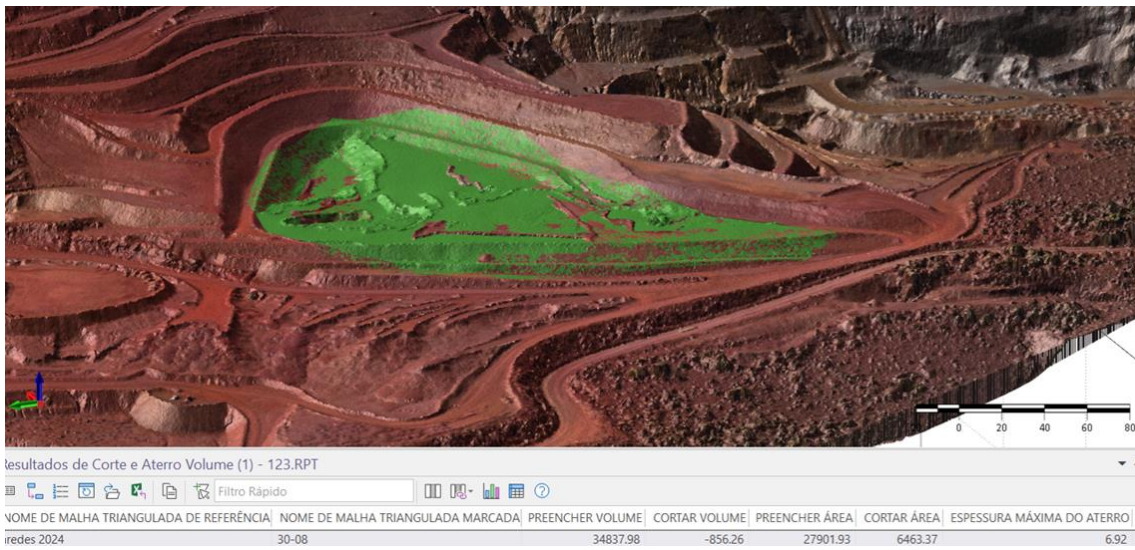 0 20 40 60 80
Resultados de Corte e Aterro Volume (1) - 123.RPT
Filtro Rápido
NOME DE MALHA TRIANGULADA DE REFERÊNCIA NOME DE MALHA TRIANGULADA MARCADA PREENCHER VOLUME CORTAR VOLUME PREENCHER ÁREA CORTAR ÁREA ESPESSURA MÁXIMA DO ATERRO
redes 2024 30-08 34837.98 -856.26 27901.93 6463.37 6.92